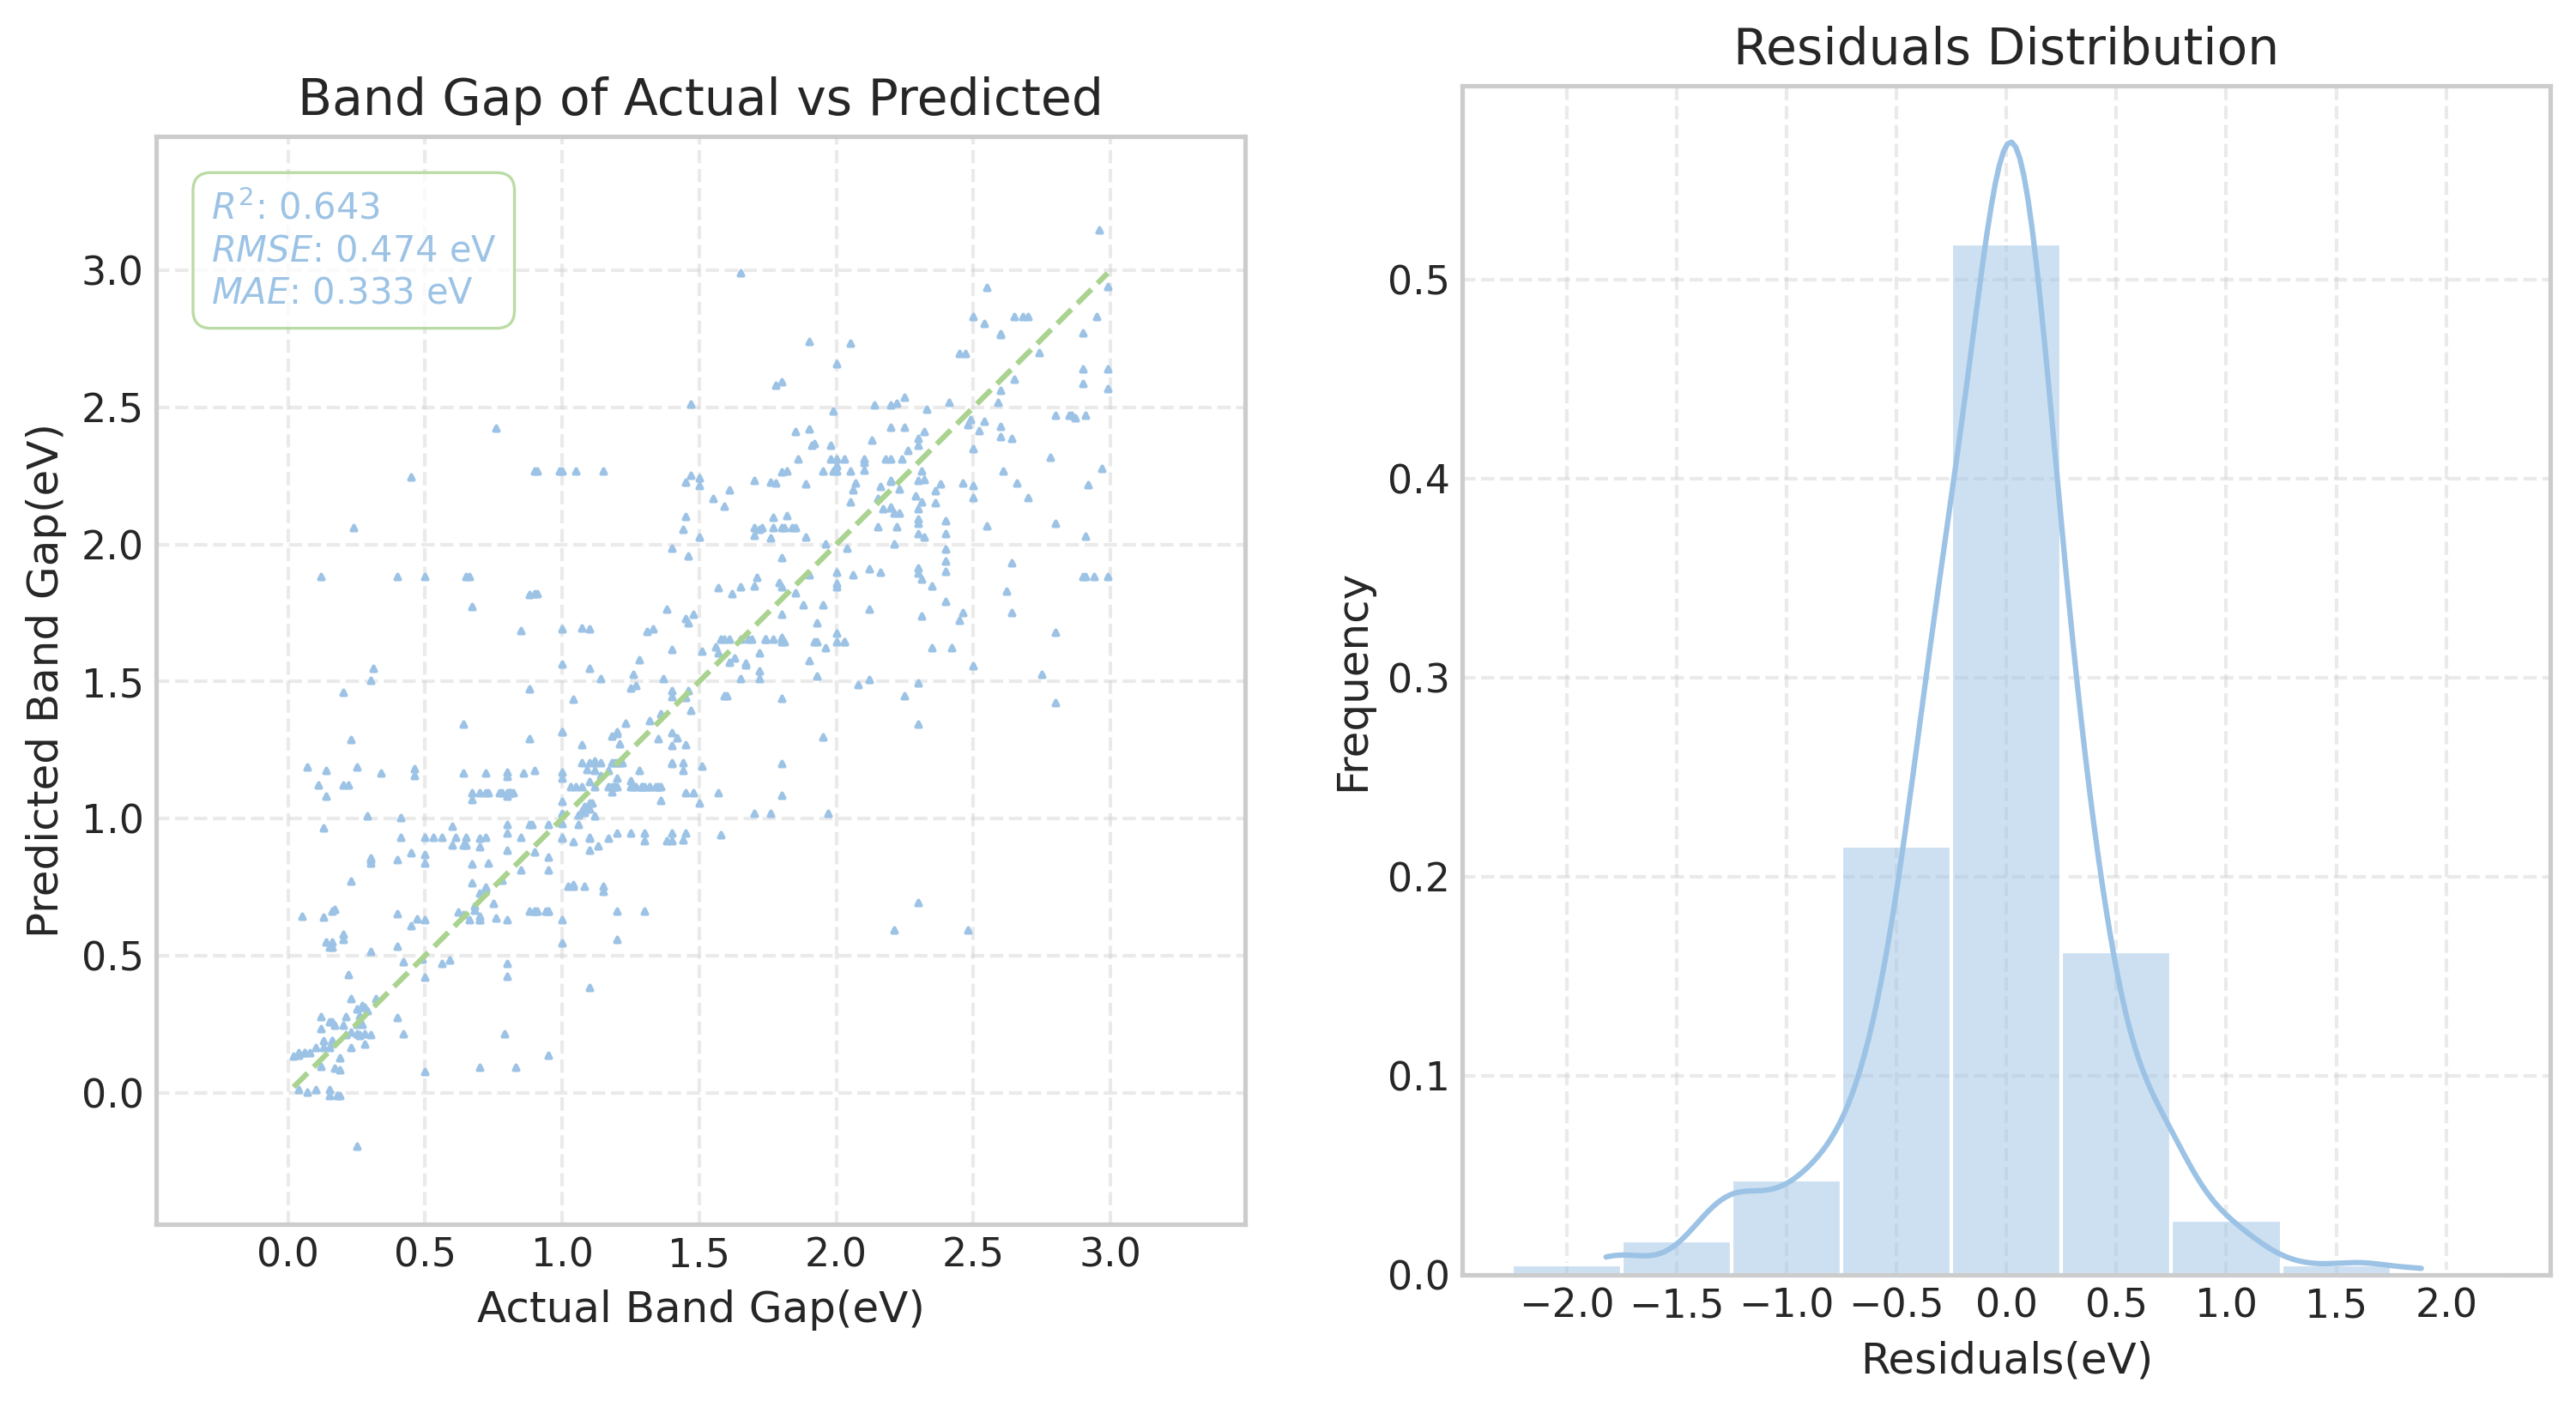 Band Gap of Actual vs Predicted
R²: 0.643
RMSE: 0.474 eV
MAE: 0.333 eV
3.0
2.5
2.0
1.5
1.0
0.5
0.0
Predicted Band Gap(eV)
0.0 0.5 1.0 1.5 2.0 2.5 3.0
Actual Band Gap(eV)
Residuals Distribution
0.5
0.4
0.3
0.2
0.1
0.0
Frequency
−2.0 −1.5 −1.0 −0.5 0.0 0.5 1.0 1.5 2.0
Residuals(eV)